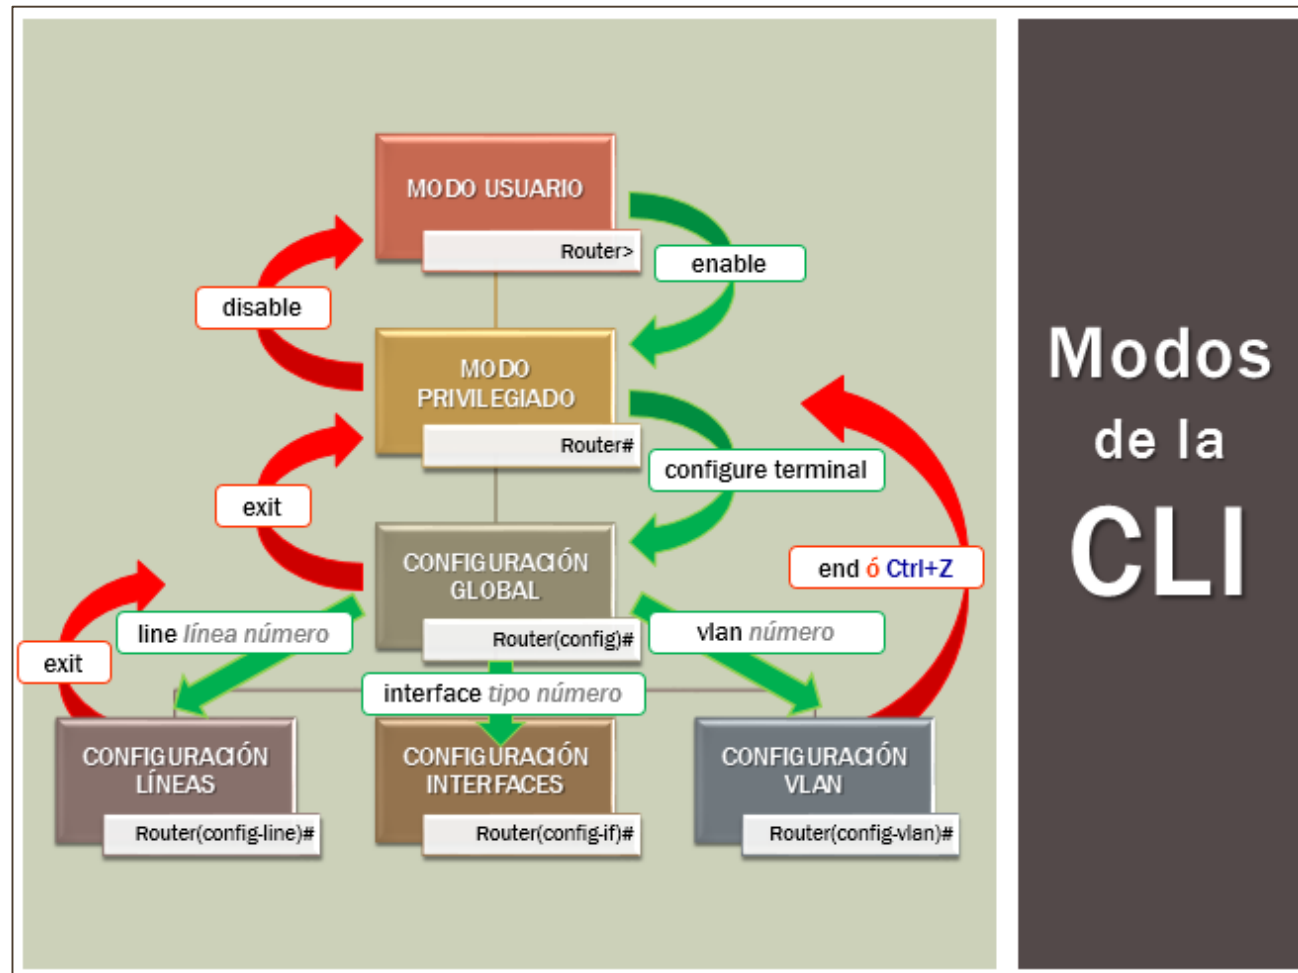 MODO USUARIO
Router>
enable
disable
MODO
PRIVILEGIADO
Router#
configure terminal
exit
CONFIGURACIÓN
GLOBAL
Router(config)#
end ó Ctrl+Z
line línea número
vlan número
exit
interface tipo número
CONFIGURACIÓN
LÍNEAS
Router(config-line)#
CONFIGURACIÓN
INTERFACES
Router(config-if)#
CONFIGURACIÓN
VLAN
Router(config-vlan)#
Modos
de la
CLI